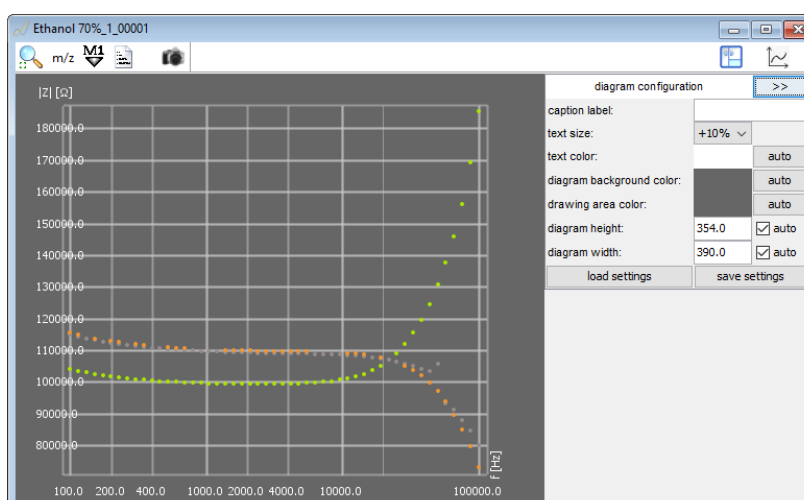 Ethanol 70%_1_00001
m/z M1
diagram configuration >>
caption label:
text size: +10%
text color: auto
diagram background color: auto
drawing area color: auto
diagram height: 354.0 auto
diagram width: 390.0 auto
load settings save settings
|Z| [Ω]
180000.0
170000.0
160000.0
150000.0
140000.0
130000.0
120000.0
110000.0
100000.0
90000.0
80000.0
f [Hz]
100.0 200.0 400.0 1000.0 2000.0 4000.0 10000.0 100000.0